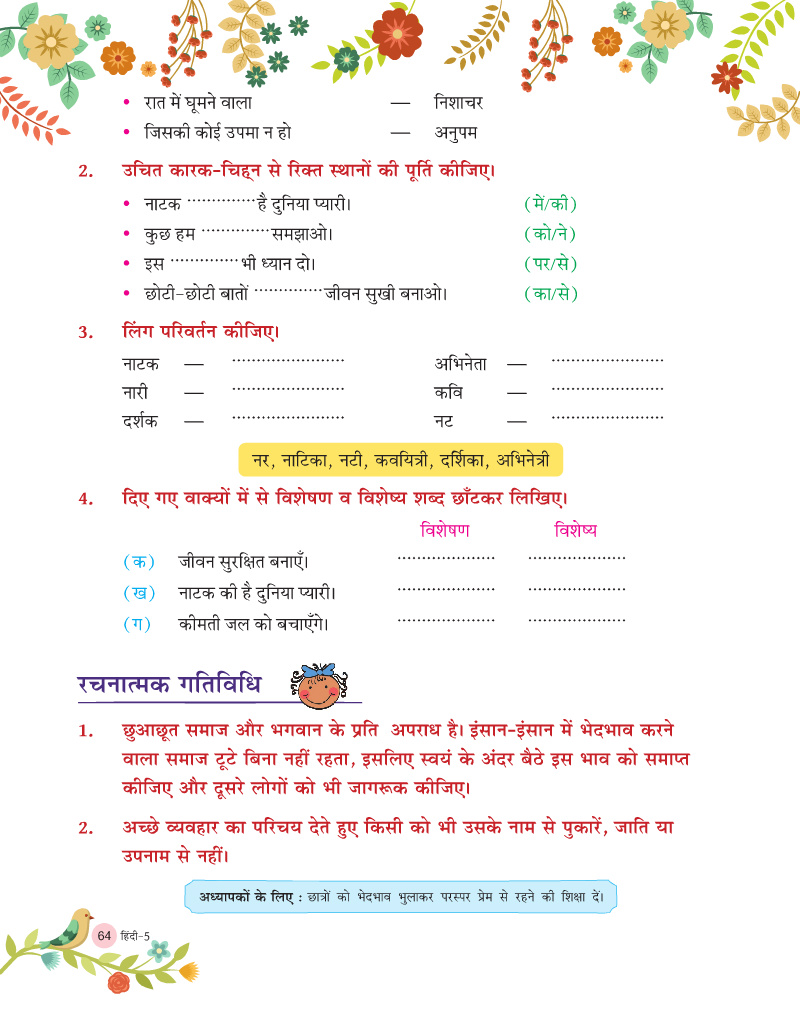 • रात में घूमने वाला — निशाचर
• जिसकी कोई उपमा न हो — अनुपम
2. उचित कारक-चिह्न से रिक्त स्थानों की पूर्ति कीजिए।
• नाटक ..............है दुनिया प्यारी। (में/की)
• कुछ हम ..............समझाओ। (को/ने)
• इस ..............भी ध्यान दो। (पर/से)
• छोटी-छोटी बातों ..............जीवन सुखी बनाओ। (का/से)
3. लिंग परिवर्तन कीजिए।
नाटक — ....................... अभिनेता — .......................
नारी — ....................... कवि — .......................
दर्शक — ....................... नट — .......................
नर, नाटिका, नटी, कवयित्री, दर्शिका, अभिनेत्री
4. दिए गए वाक्यों में से विशेषण व विशेष्य शब्द छाँटकर लिखिए।
विशेषण विशेष्य
(क) जीवन सुरक्षित बनाएँ। .................... ....................
(ख) नाटक की है दुनिया प्यारी। .................... ....................
(ग) कीमती जल को बचाएँगे। .................... ....................
रचनात्मक गतिविधि
1. छुआछूत समाज और भगवान के प्रति अपराध है। इंसान-इंसान में भेदभाव करने
वाला समाज टूटे बिना नहीं रहता, इसलिए स्वयं के अंदर बैठे इस भाव को समाप्त
कीजिए और दूसरे लोगों को भी जागरूक कीजिए।
2. अच्छे व्यवहार का परिचय देते हुए किसी को भी उसके नाम से पुकारें, जाति या
उपनाम से नहीं।
अध्यापकों के लिए : छात्रों को भेदभाव भुलाकर परस्पर प्रेम से रहने की शिक्षा दें।
64 हिंदी-5